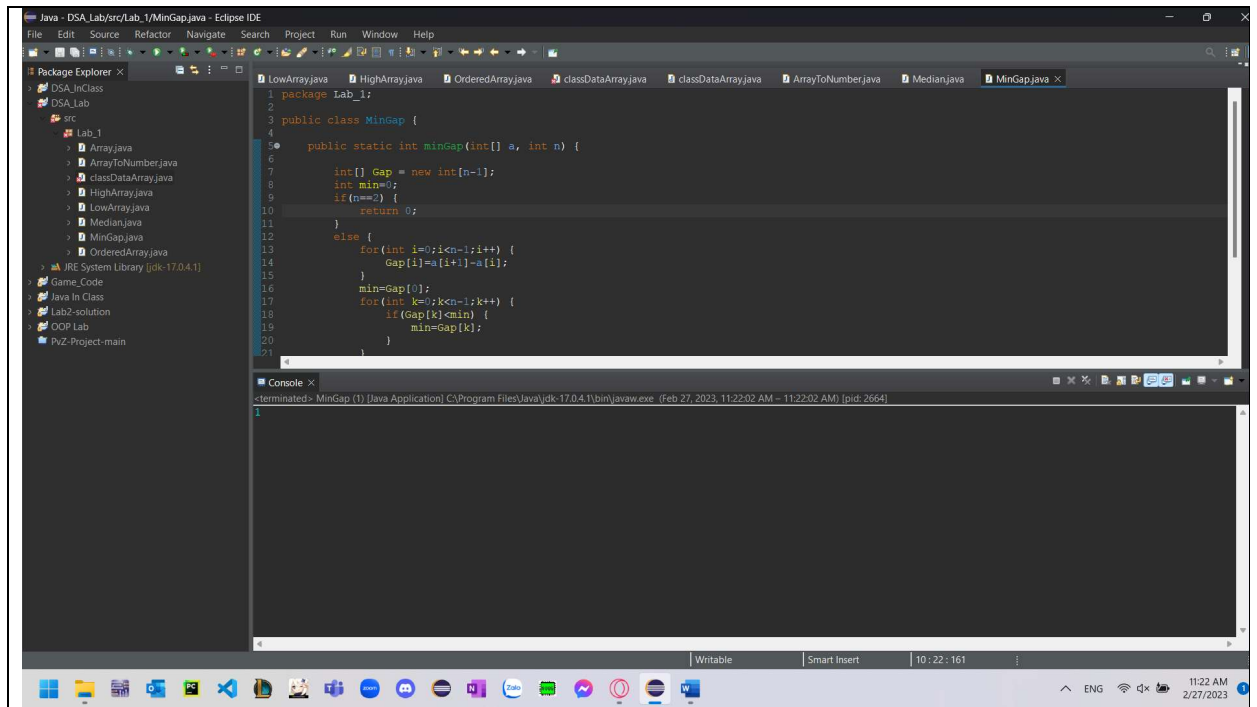 Java - DSA_Lab/src/Lab_1/MinGap.java - Eclipse IDE
File Edit Source Refactor Navigate Search Project Run Window Help
Package Explorer ×
DSA_InClass
DSA_Lab
src
Lab_1
Array.java
ArrayToNumber.java
classDataArray.java
HighArray.java
LowArray.java
Median.java
MinGap.java
OrderedArray.java
JRE System Library [jdk-17.0.4.1]
Game_Code
Java In Class
Lab2-solution
OOP Lab
PvZ-Project-main
LowArray.java HighArray.java OrderedArray.java classDataArray.java classDataArray.java ArrayToNumber.java Median.java MinGap.java ×
1 package Lab_1;
2
3 public class MinGap {
4
5 public static int minGap(int[] a, int n) {
6
7 int[] Gap = new int[n-1];
8 int min=0;
9 if(n==2) {
10 return 0;
11 }
12 else {
13 for(int i=0;i<n-1;i++) {
14 Gap[i]=a[i+1]-a[i];
15 }
16 min=Gap[0];
17 for(int k=0;k<n-1;k++) {
18 if(Gap[k]<min) {
19 min=Gap[k];
20 }
21 }
Console ×
<terminated> MinGap (1) [Java Application] C:\Program Files\Java\jdk-17.0.4.1\bin\javaw.exe (Feb 27, 2023, 11:22:02 AM – 11:22:02 AM) [pid: 2664]
1
Writable Smart Insert 10 : 22 : 161
zoom Zalo
ENG 11:22 AM
2/27/2023 1